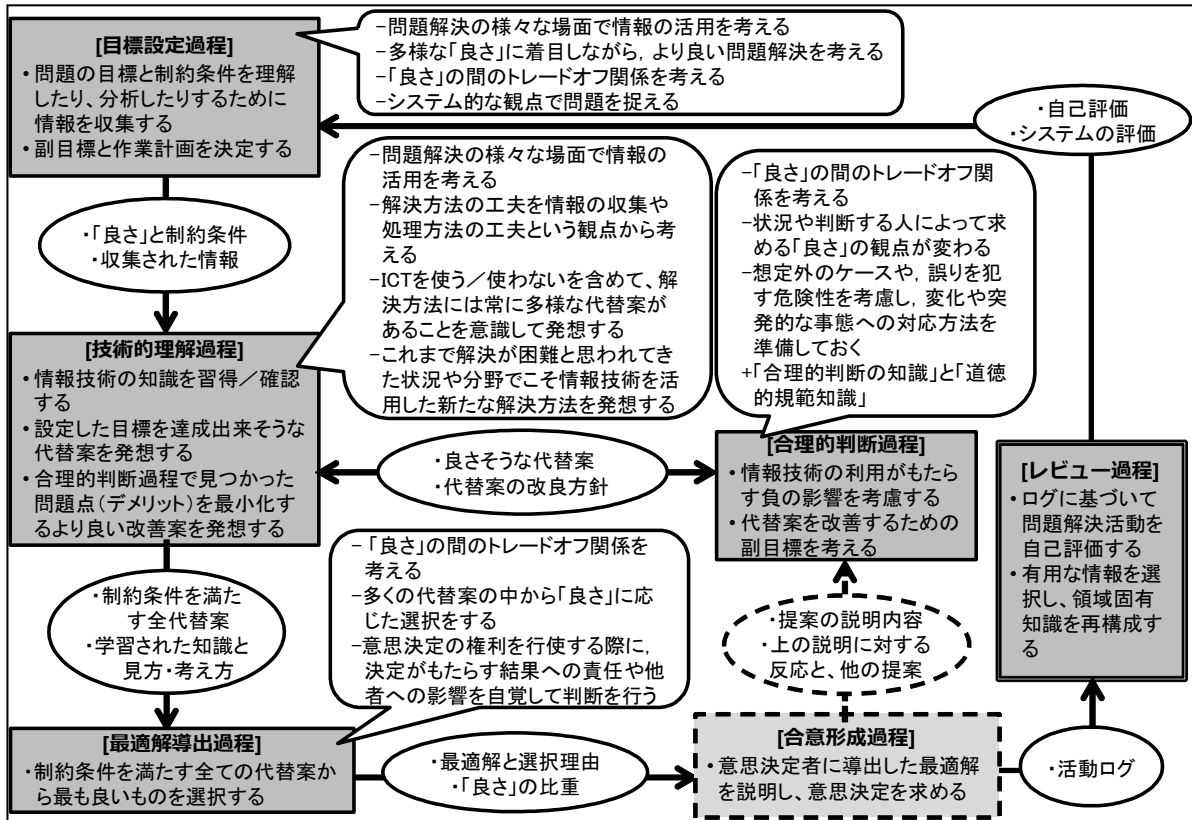 [目標設定過程]
・問題の目標と制約条件を理解
したり、分析したりするために
情報を収集する
・副目標と作業計画を決定する
-問題解決の様々な場面で情報の活用を考える
-多様な「良さ」に着目しながら, より良い問題解決を考える
-「良さ」の間のトレードオフ関係を考える
-システム的な観点で問題を捉える
・自己評価
・システムの評価
・「良さ」と制約条件
・収集された情報
-問題解決の様々な場面で情報の
活用を考える
-解決方法の工夫を情報の収集や
処理方法の工夫という観点から考
える
-ICTを使う/使わないを含めて、解
決方法には常に多様な代替案が
あることを意識して発想する
-これまで解決が困難と思われてき
た状況や分野でこそ情報技術を活
用した新たな解決方法を発想する
-「良さ」の間のトレードオフ関
係を考える
-状況や判断する人によって求
める「良さ」の観点が変わる
-想定外のケースや, 誤りを犯
す危険性を考慮し, 変化や突
発的な事態への対応方法を
準備しておく
+「合理的判断の知識」と「道徳
的規範知識」
[技術的理解過程]
・情報技術の知識を習得/確認
する
・設定した目標を達成出来そうな
代替案を発想する
・合理的判断過程で見つかった
問題点(デメリット)を最小化す
るより良い改善案を発想する
・良さそうな代替案
・代替案の改良方針
[合理的判断過程]
・情報技術の利用がもたら
す負の影響を考慮する
・代替案を改善するための
副目標を考える
[レビュー過程]
・ログに基づいて
問題解決活動を
自己評価する
・有用な情報を選
択し、領域固有
知識を再構成す
る
・制約条件を満た
す全代替案
・学習された知識と
見方・考え方
-「良さ」の間のトレードオフ関係を
考える
-多くの代替案の中から「良さ」に応
じた選択をする
-意思決定の権利を行使する際に,
決定がもたらす結果への責任や他
者への影響を自覚して判断を行う
・提案の説明内容
・上の説明に対する
反応と、他の提案
[最適解導出過程]
・制約条件を満たす全ての代替案か
ら最も良いものを選択する
・最適解と選択理由
・「良さ」の比重
[合意形成過程]
・意思決定者に導出した最適解
を説明し、意思決定を求める
・活動ログ